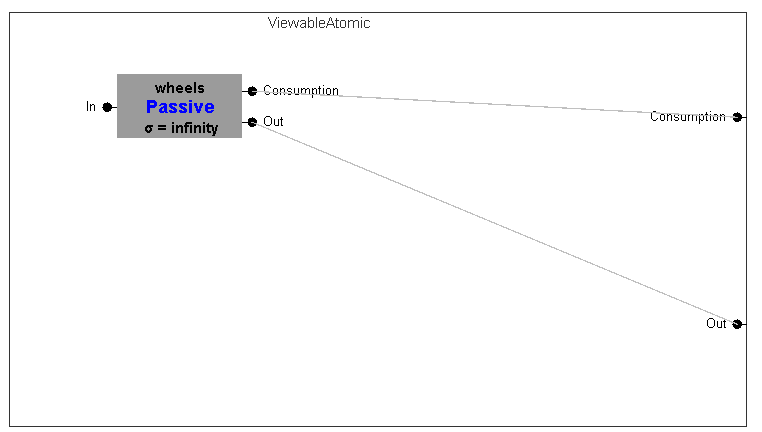 ViewableAtomic
wheels
In
Passive
σ = infinity
Consumption
Out
Consumption
Out